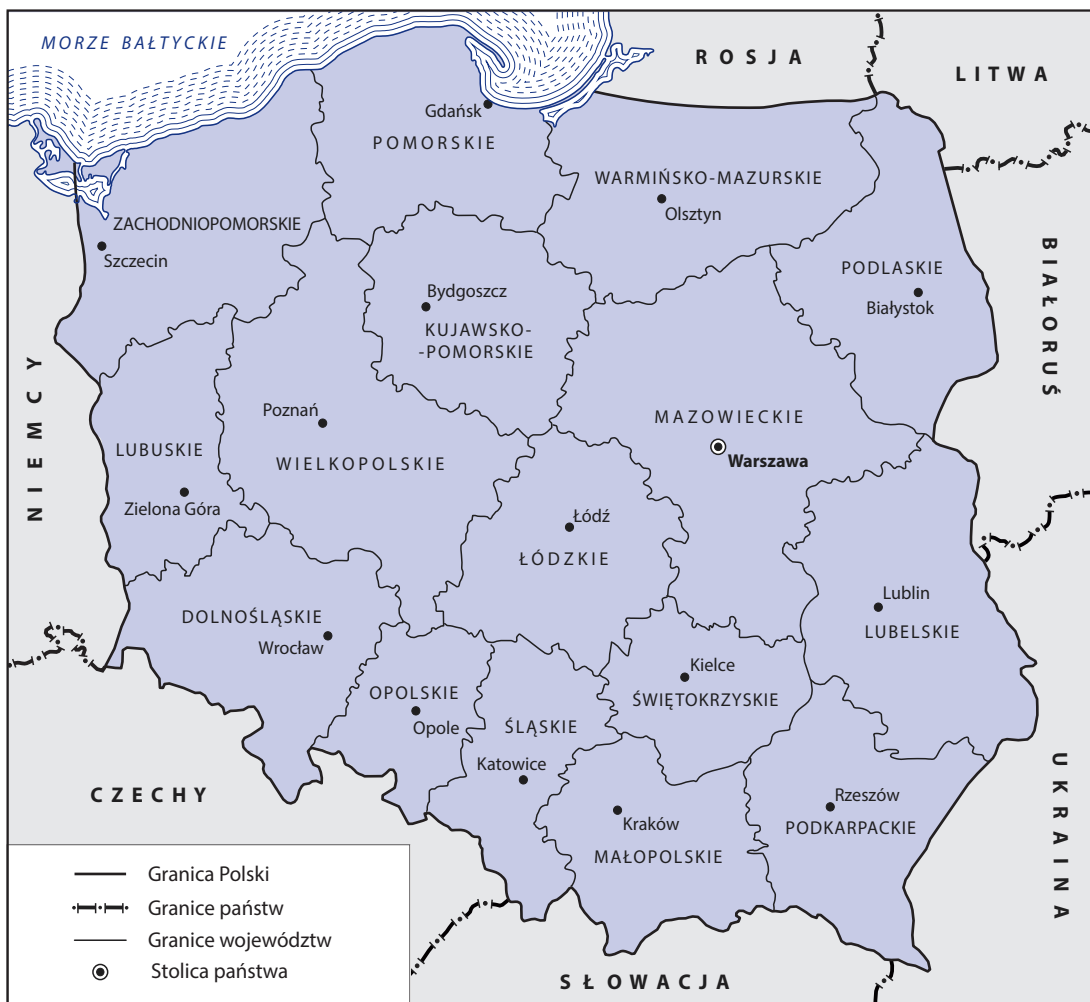 MORZE BAŁTYCKIE
ROSJA
LITWA
Gdańsk
POMORSKIE
WARMIŃSKO-MAZURSKIE
Olsztyn
ZACHODNIOPOMORSKIE
Szczecin
PODLASKIE
Białystok
BIAŁORUŚ
Bydgoszcz
KUJAWSKO-
-POMORSKIE
NIEMCY
Poznań
WIELKOPOLSKIE
MAZOWIECKIE
Warszawa
LUBUSKIE
Zielona Góra
Łódź
ŁÓDZKIE
DOLNOŚLĄSKIE
Wrocław
Lublin
LUBELSKIE
Kielce
ŚWIĘTOKRZYSKIE
OPOLSKIE
Opole
ŚLĄSKIE
Katowice
CZECHY
Kraków
MAŁOPOLSKIE
Rzeszów
PODKARPACKIE
UKRAINA
SŁOWACJA
Granica Polski
Granice państw
Granice województw
Stolica państwa